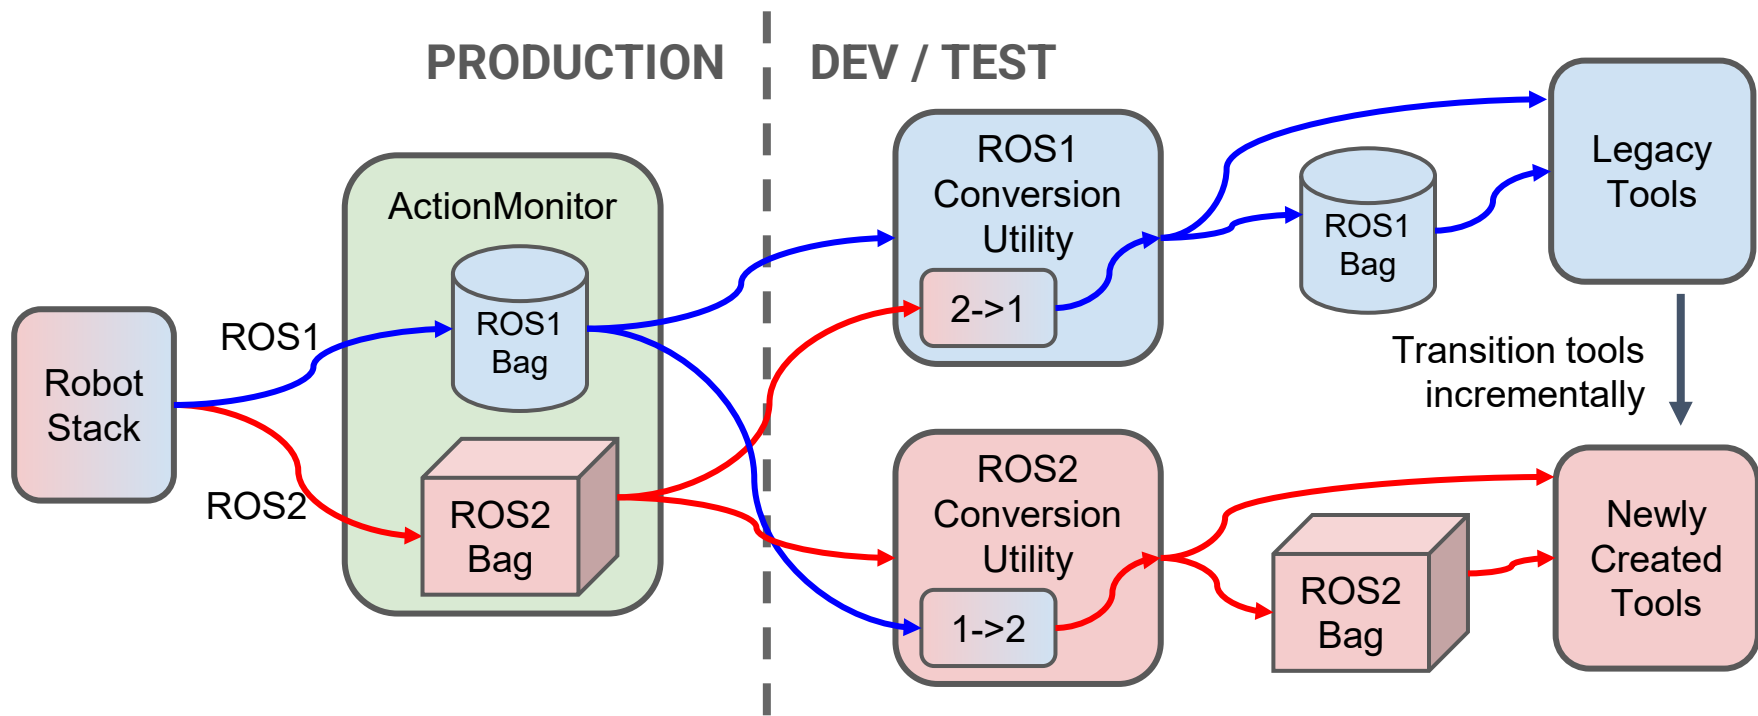 PRODUCTION
DEV / TEST
Robot
Stack
ROS1
ROS2
ActionMonitor
ROS1
Bag
ROS2
Bag
ROS1
Conversion
Utility
2->1
ROS2
Conversion
Utility
1->2
ROS1
Bag
ROS2
Bag
Legacy
Tools
Transition tools
incrementally
Newly
Created
Tools